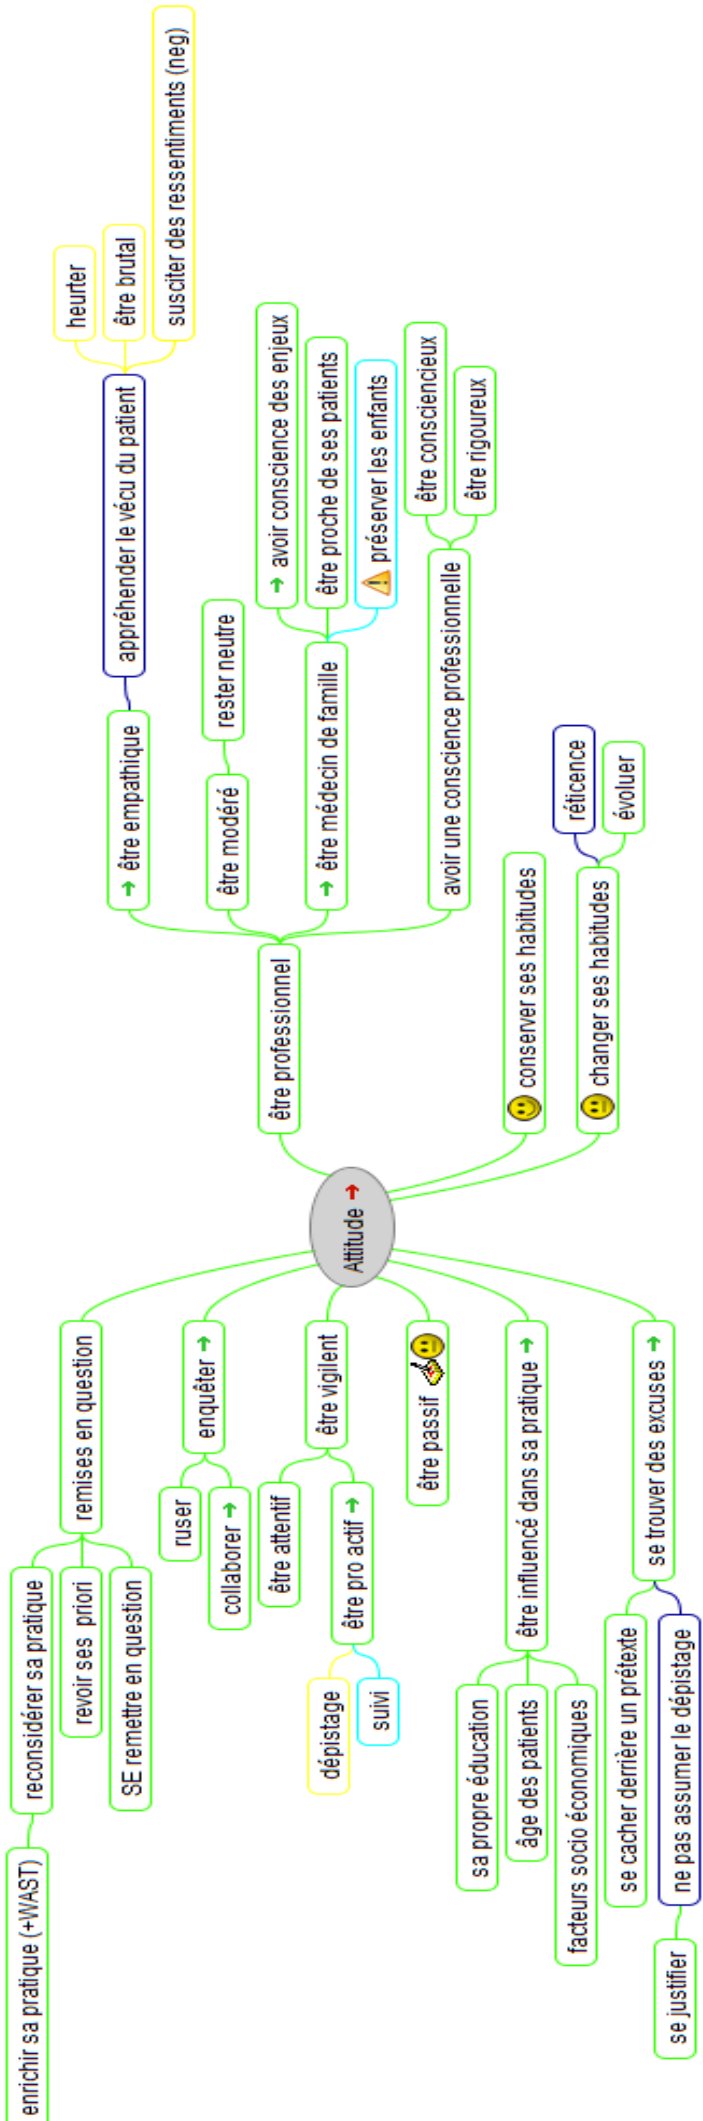 Attitude
être professionnel
être empathique
appréhender le vécu du patient
heurter
être brutal
susciter des ressentiments (neg)
être modéré
rester neutre
être médecin de famille
avoir conscience des enjeux
être proche de ses patients
préserver les enfants
avoir une conscience professionnelle
être consciencieux
être rigoureux
conserver ses habitudes
changer ses habitudes
réticence
évoluer
remises en question
reconsidérer sa pratique
enrichir sa pratique (+WAST)
revoir ses priori
SE remettre en question
enquêter
ruser
collaborer
être vigilent
être attentif
être pro actif
dépistage
suivi
être passif
être influencé dans sa pratique
sa propre éducation
âge des patients
facteurs socio économiques
se trouver des excuses
se cacher derrière un prétexte
ne pas assumer le dépistage
se justifier